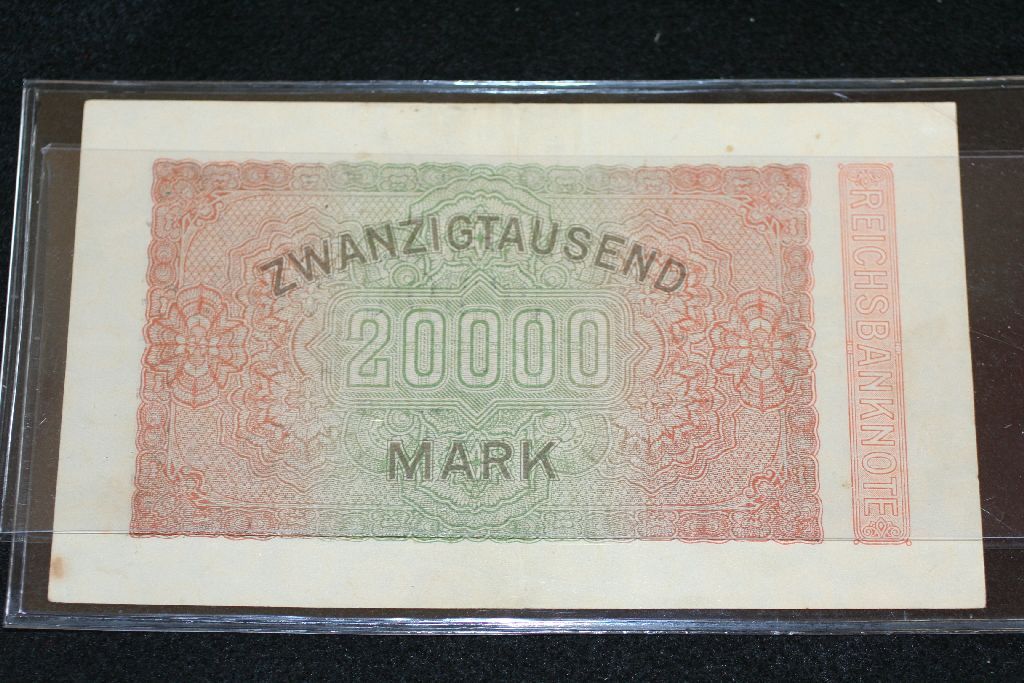 ZWANZIGTAUSEND
20000
MARK
REICHSBANKNOTE